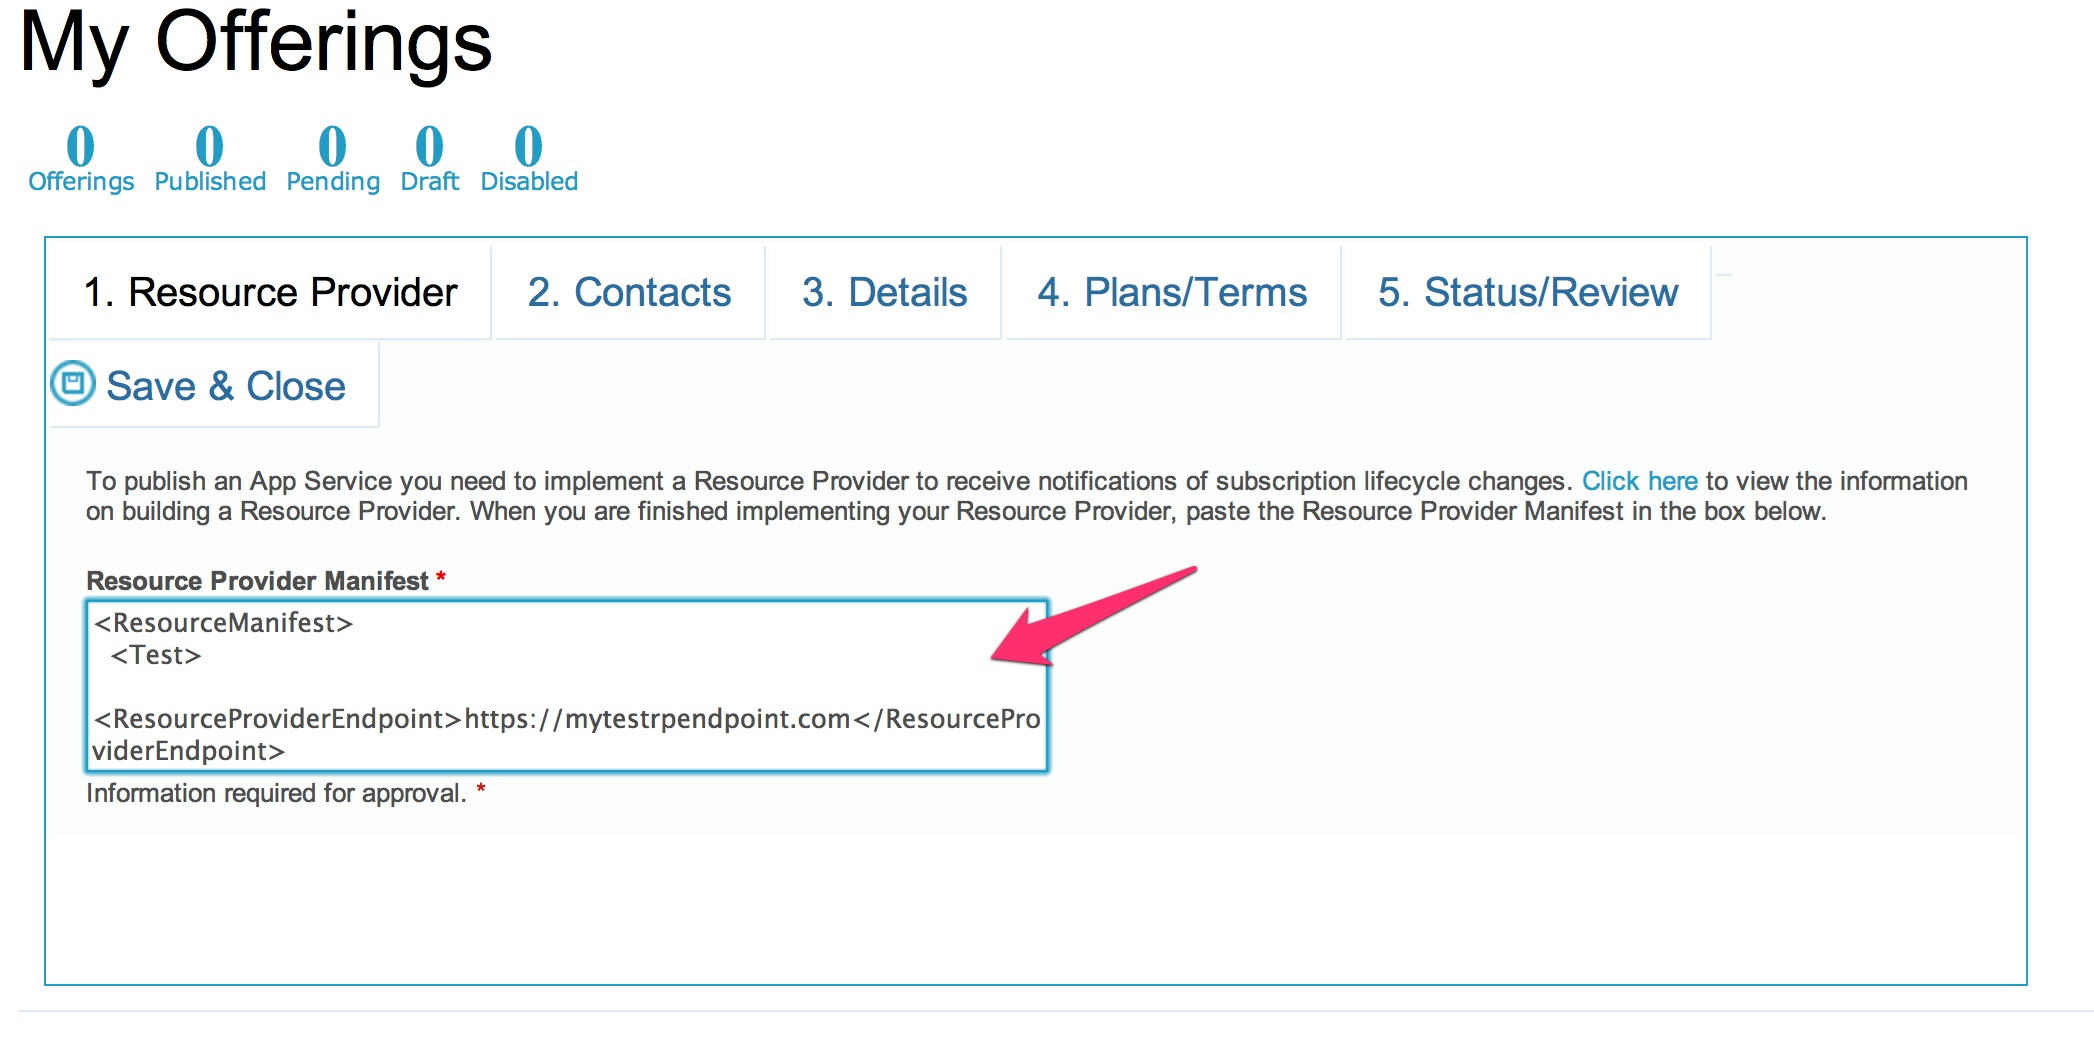 My Offerings
0 0 0 0 0
Offerings Published Pending Draft Disabled
1. Resource Provider 2. Contacts 3. Details 4. Plans/Terms 5. Status/Review
Save & Close
To publish an App Service you need to implement a Resource Provider to receive notifications of subscription lifecycle changes. Click here to view the information
on building a Resource Provider. When you are finished implementing your Resource Provider, paste the Resource Provider Manifest in the box below.
Resource Provider Manifest *
<ResourceManifest>
<Test>
<ResourceProviderEndpoint>https://mytestrpendpoint.com</ResourcePro
viderEndpoint>
Information required for approval. *